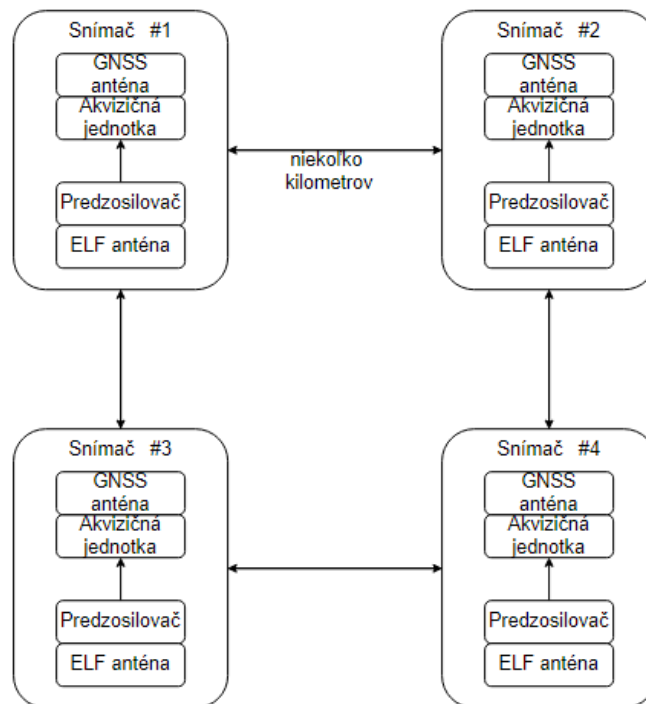 Snímač #1
GNSS
anténa
Akvizičná
jednotka
Predzosilovač
ELF anténa
niekoľko
kilometrov
Snímač #2
GNSS
anténa
Akvizičná
jednotka
Predzosilovač
ELF anténa
Snímač #3
GNSS
anténa
Akvizičná
jednotka
Predzosilovač
ELF anténa
Snímač #4
GNSS
anténa
Akvizičná
jednotka
Predzosilovač
ELF anténa